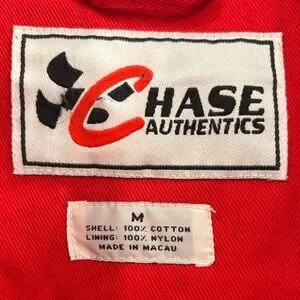 CHASE
AUTHENTICS
M
SHELL: 100% COTTON
LINING: 100% NYLON
MADE IN MACAU